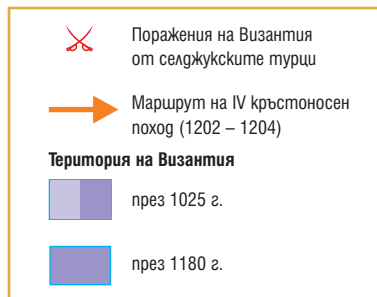 Поражения на Византия
от селджукските турци
Маршрут на IV кръстоносен
поход (1202 – 1204)
Територия на Византия
през 1025 г.
през 1180 г.